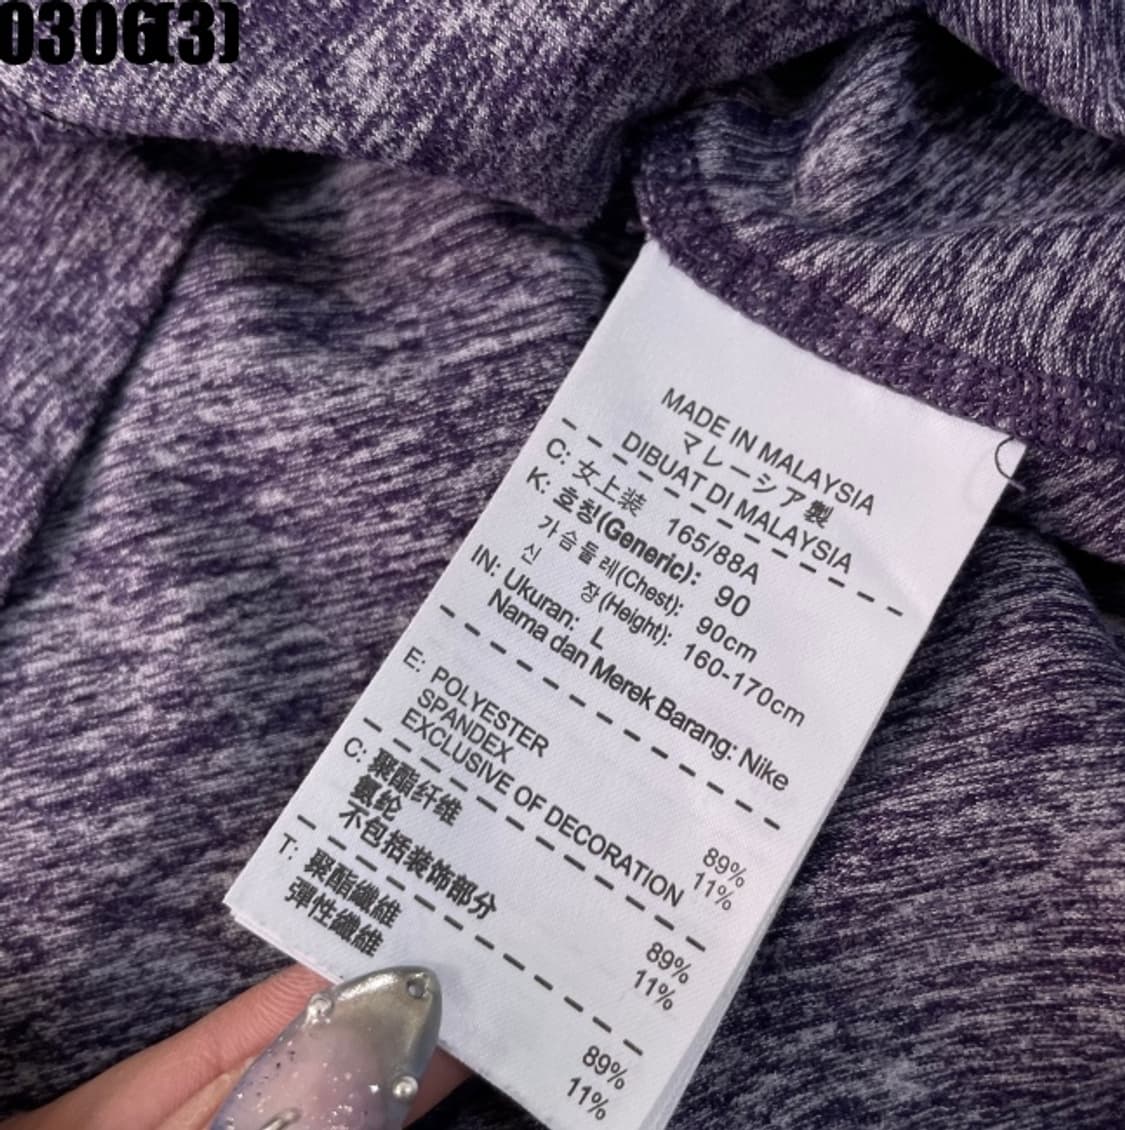 0306(3)
MADE IN MALAYSIA
マレーシア製
DIBUAT DI MALAYSIA
C: 女上装 165/88A
K: 호칭(Generic): 90
가슴둘레(Chest): 90cm
신 장(Height): 160-170cm
IN: Ukuran: L
Nama dan Merek Barang: Nike
E: POLYESTER 89%
SPANDEX 11%
EXCLUSIVE OF DECORATION
C: 聚酯纤维 89%
氨纶 11%
不包括装饰部分
T: 聚酯纖維 89%
彈性纖維 11%